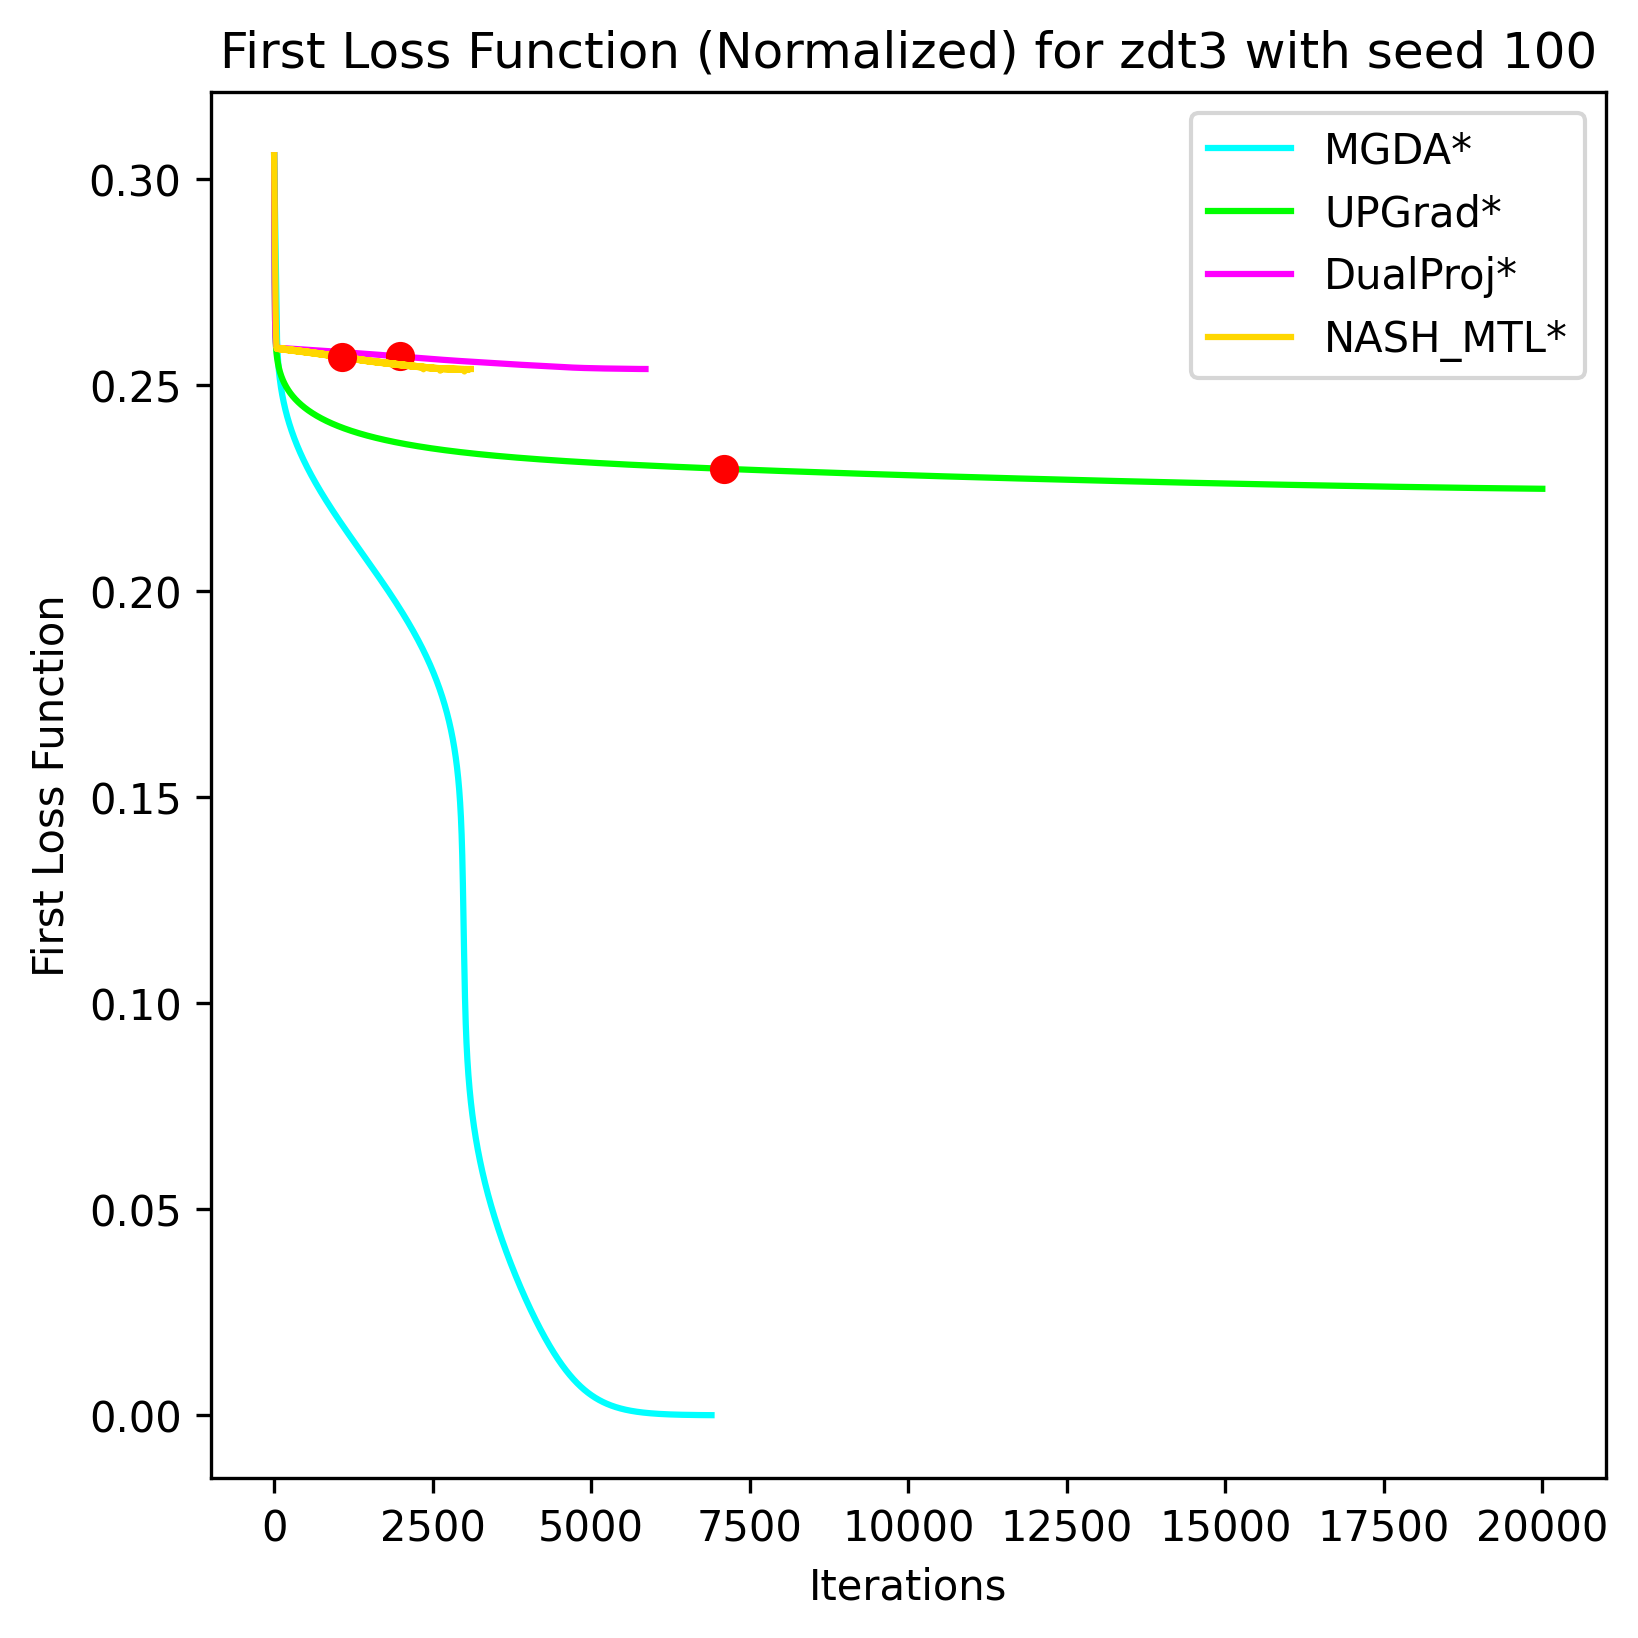 First Loss Function (Normalized) for zdt3 with seed 100
MGDA*
UPGrad*
DualProj*
NASH_MTL*
First Loss Function
0.30
0.25
0.20
0.15
0.10
0.05
0.00
0 2500 5000 7500 10000 12500 15000 17500 20000
Iterations